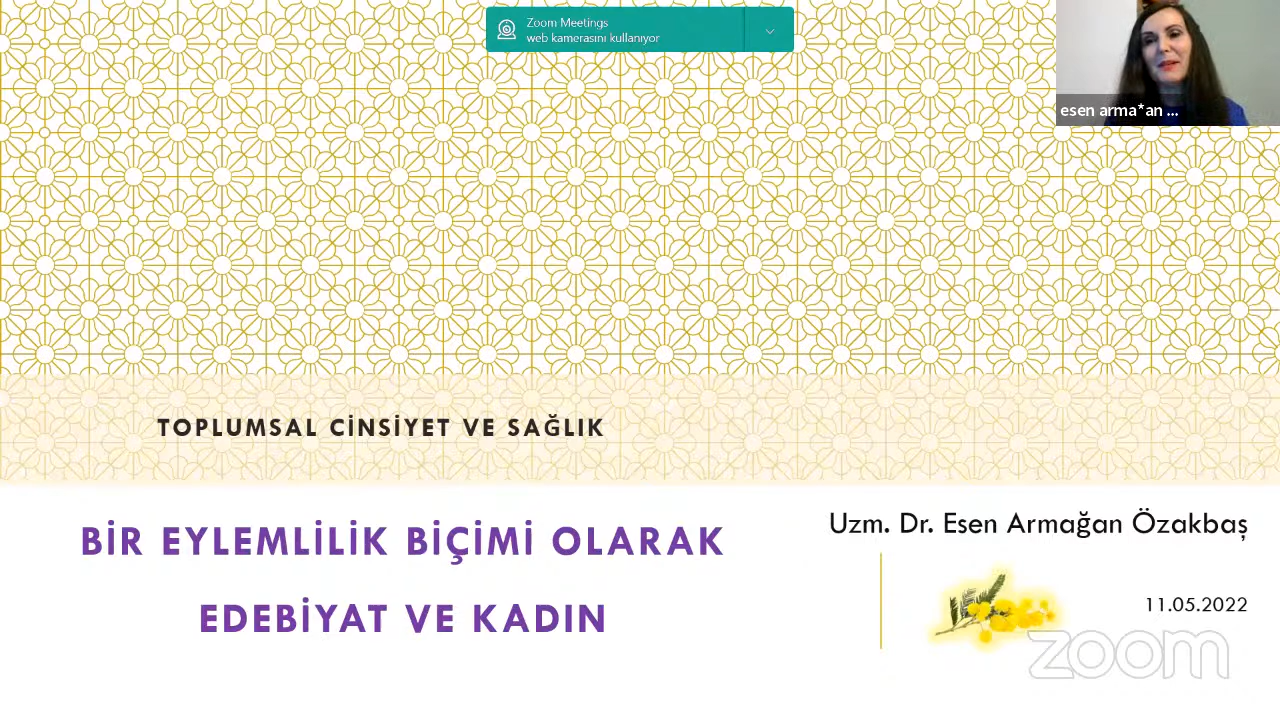 Zoom Meetings
web kamerasını kullanıyor
esen arma*an ...
TOPLUMSAL CİNSİYET VE SAĞLIK
BİR EYLEMLİLİK BİÇİMİ OLARAK
EDEBİYAT VE KADIN
Uzm. Dr. Esen Armağan Özakbaş
11.05.2022
zoom